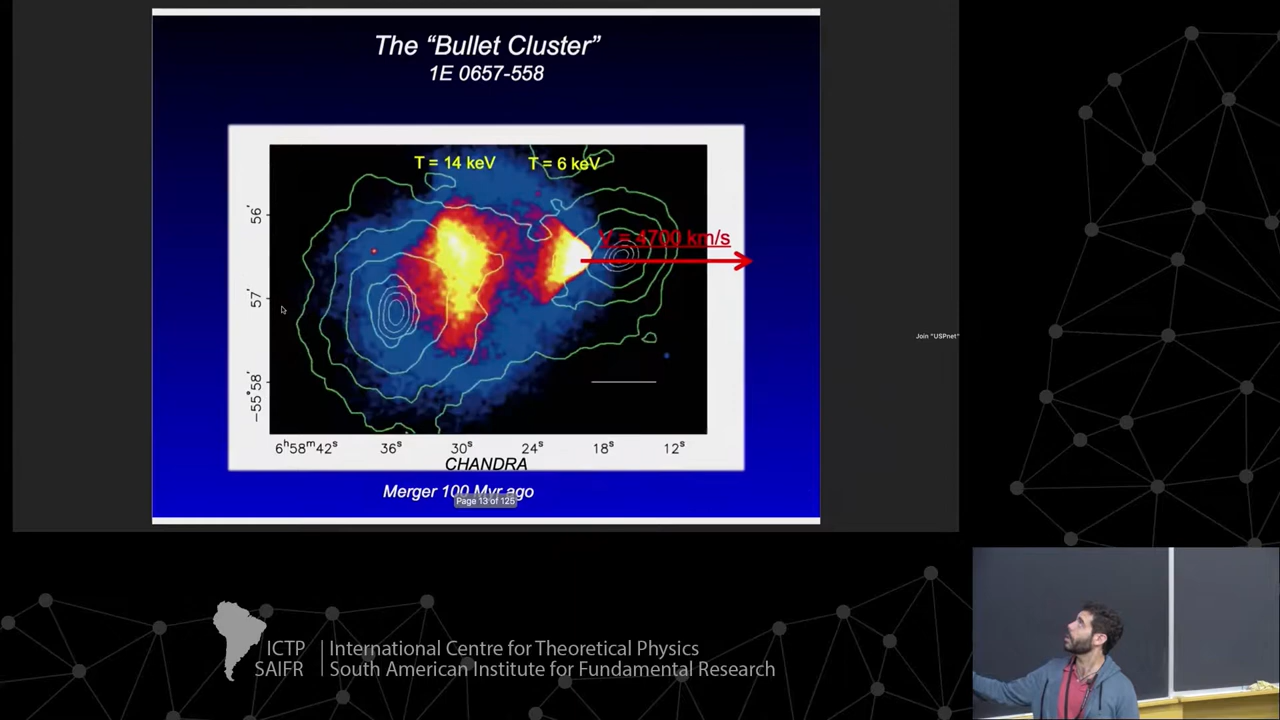 The “Bullet Cluster”
1E 0657-558
T = 14 keV
T = 6 keV
V = 4700 km/s
56′
57′
−55° 58′
6ʰ58ᵐ42ˢ 36ˢ 30ˢ 24ˢ 18ˢ 12ˢ
CHANDRA
Merger 100 Myr ago
Page 13 of 125
Join "USPnet"
ICTP
SAIFR
International Centre for Theoretical Physics
South American Institute for Fundamental Research